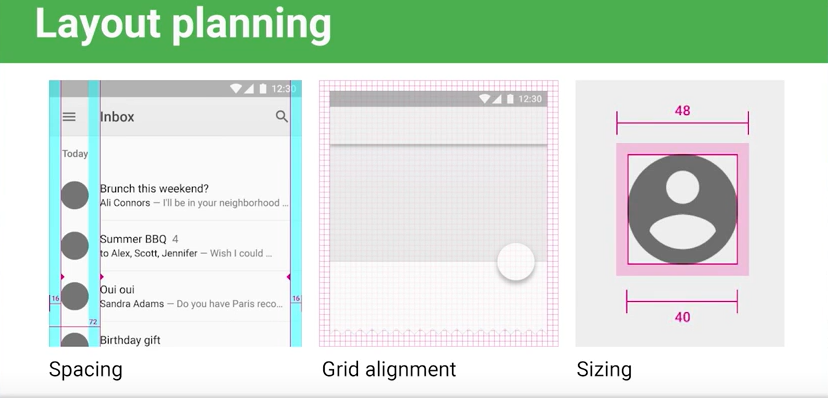 Layout planning
12:30
Inbox
Today
Brunch this weekend?
Ali Connors — I'll be in your neighborhood ...
Summer BBQ 4
to Alex, Scott, Jennifer — Wish I could ...
Oui oui
Sandra Adams — Do you have Paris reco...
16
16
72
Birthday gift
Spacing
12:30
Grid alignment
48
40
Sizing